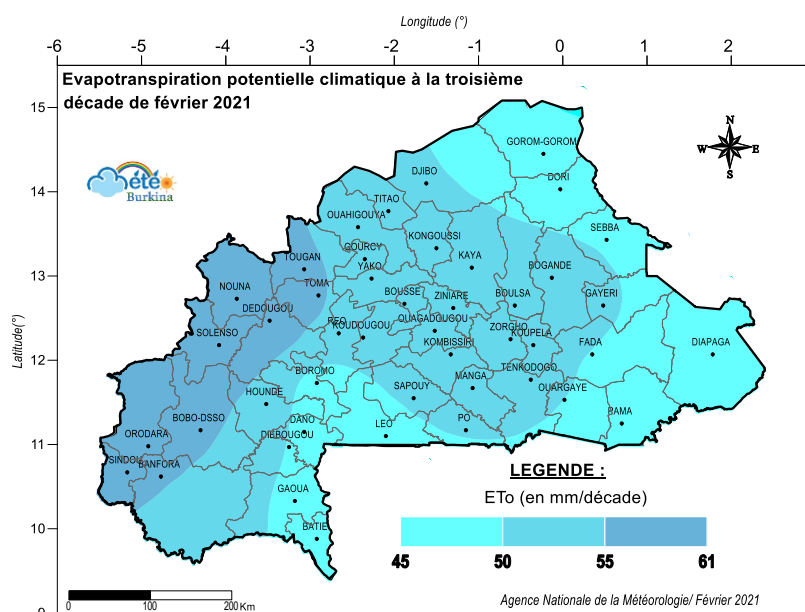 Longitude (°)
-6 -5 -4 -3 -2 -1 0 1 2
Evapotranspiration potentielle climatique à la troisième
décade de février 2021
15
GOROM-GOROM
N
W E
S
DJIBO
DORI
14
étéo
Burkina
TITAO
OUAHIGOUYA
SEBBA
KONGOUSSI
GOURCY
KAYA
TOUGAN
YAKO
BOGANDE
13
NOUNA
TOMA
BOUSSE
ZINIARE
BOULSA
GAYERI
DEDOUGOU
REO
KOUDOUGOU
OUAGADOUGOU
ZORGHO
KOUPELA
SOLENSO
KOMBISSIRI
FADA
DIAPAGA
Latitude(°)
12
BOROMO
TENKODOGO
HOUNDE
SAPOUY
MANGA
OUARGAYE
BOBO-DSSO
DANO
LEO
PO
PAMA
ORODARA
DIEBOUGOU
11
SINDOU
BANFORA
LEGENDE :
GAOUA
ETo (en mm/décade)
10
BATIE
45 50 55 61
0 100 200 Km
9
Agence Nationale de la Météorologie/ Février 2021